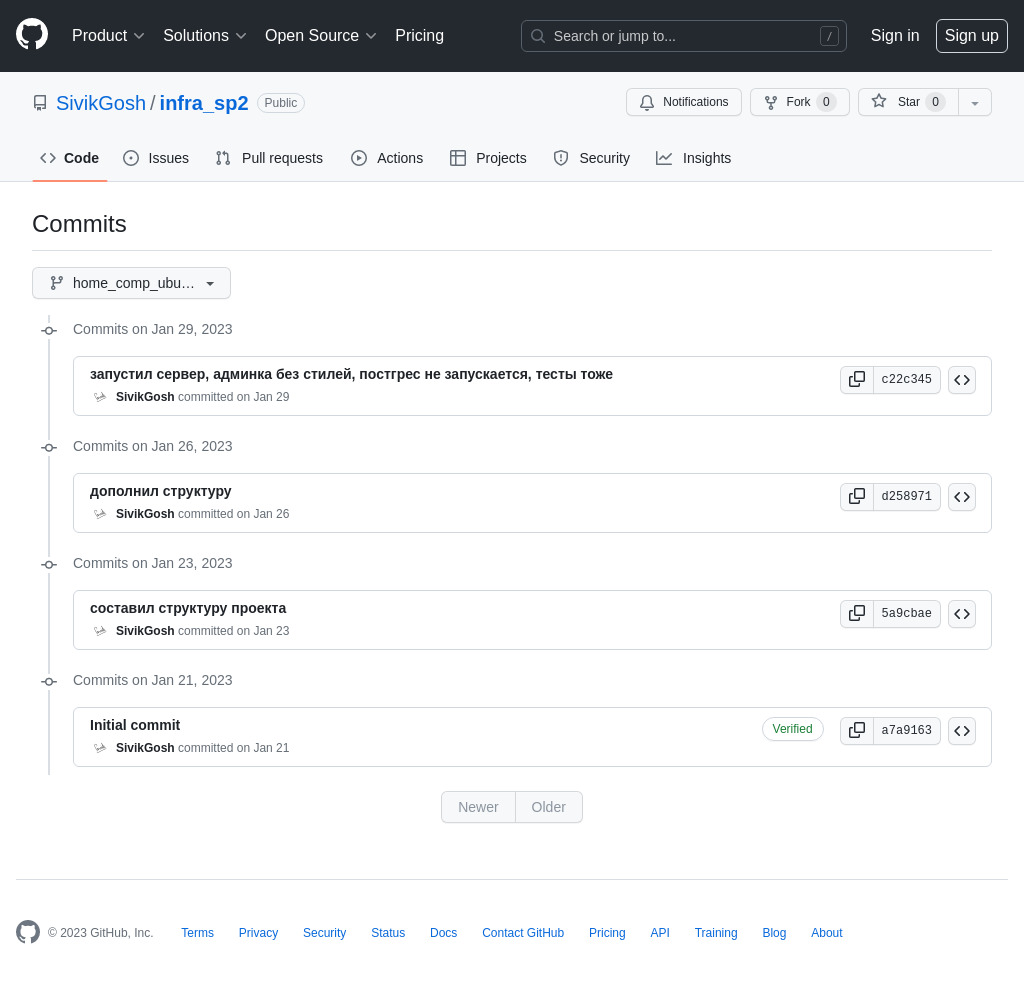 Product Solutions Open Source Pricing Search or jump to... / Sign in Sign up
SivikGosh / infra_sp2 Public Notifications Fork 0 Star 0
Code Issues Pull requests Actions Projects Security Insights
Commits
home_comp_ubu…
Commits on Jan 29, 2023
запустил сервер, админка без стилей, постгрес не запускается, тесты тоже c22c345
SivikGosh committed on Jan 29
Commits on Jan 26, 2023
дополнил структуру d258971
SivikGosh committed on Jan 26
Commits on Jan 23, 2023
составил структуру проекта 5a9cbae
SivikGosh committed on Jan 23
Commits on Jan 21, 2023
Initial commit Verified a7a9163
SivikGosh committed on Jan 21
Newer Older
© 2023 GitHub, Inc. Terms Privacy Security Status Docs Contact GitHub Pricing API Training Blog About